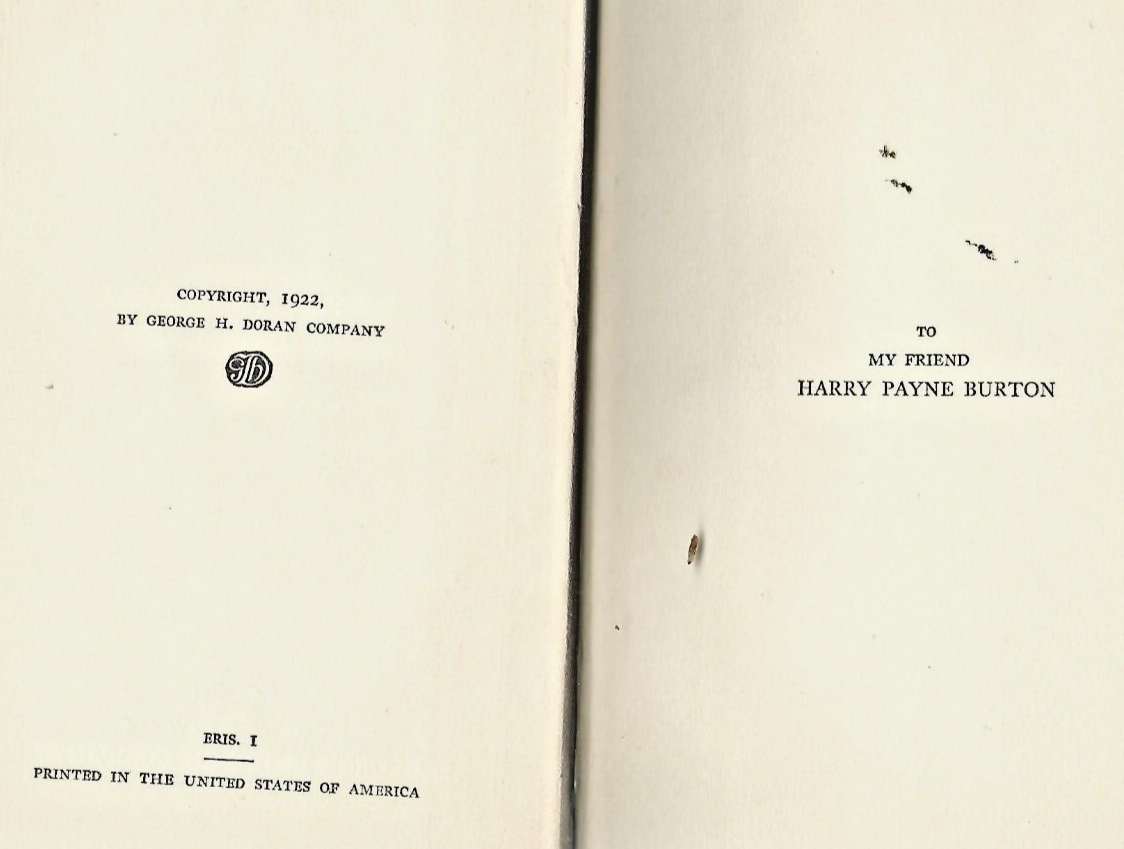 COPYRIGHT, 1922,
BY GEORGE H. DORAN COMPANY
GHD
ERIS. I
PRINTED IN THE UNITED STATES OF AMERICA
TO
MY FRIEND
HARRY PAYNE BURTON